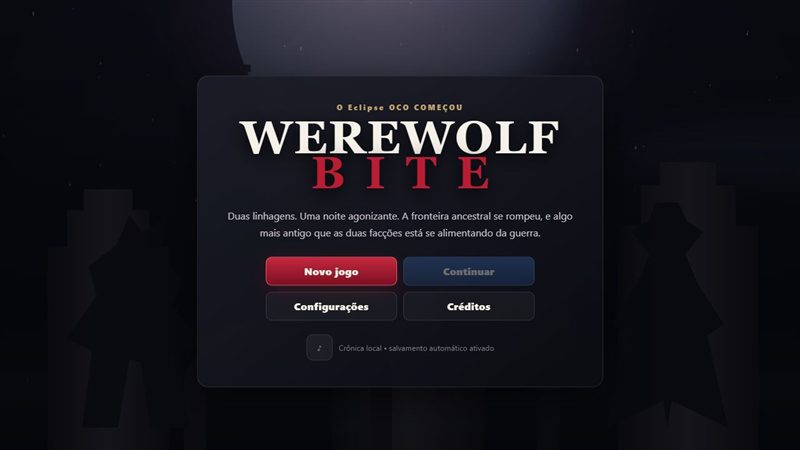 O Eclipse OCO COMEÇOU
WEREWOLF
BITE
Duas linhagens. Uma noite agonizante. A fronteira ancestral se rompeu, e algo
mais antigo que as duas facções está se alimentando da guerra.
Novo jogo
Continuar
Configurações
Créditos
♪ Crônica local • salvamento automático ativado